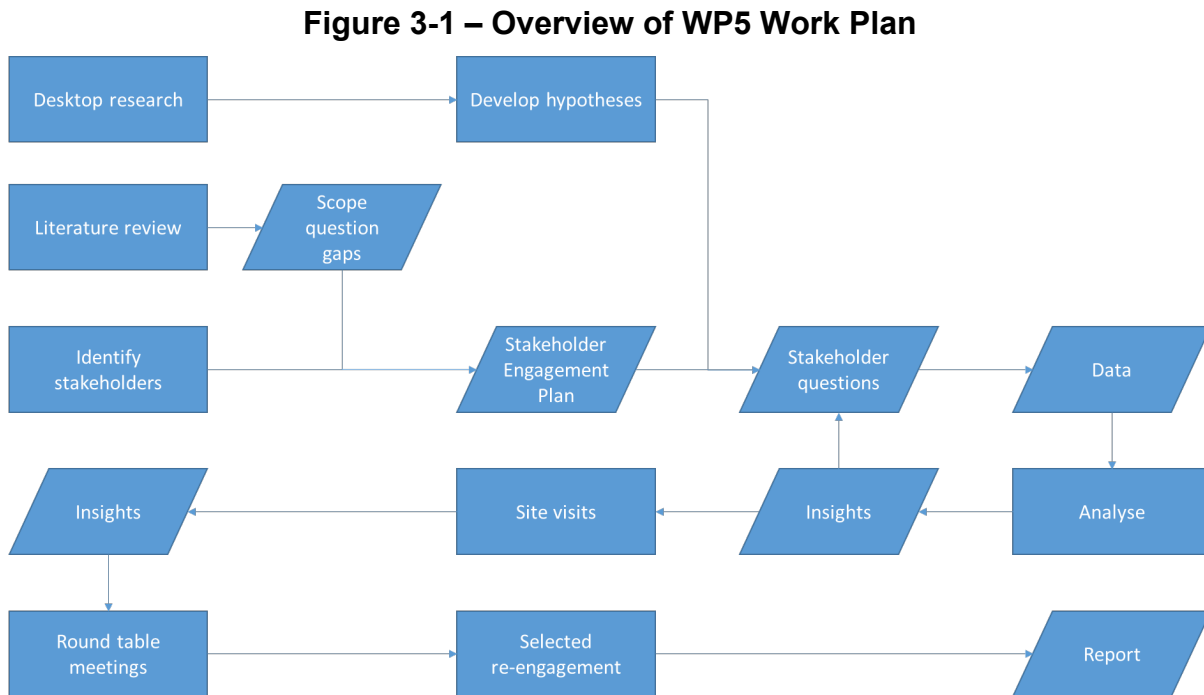 Figure 3-1 – Overview of WP5 Work Plan
Desktop research
Develop hypotheses
Literature review
Scope
question
gaps
Identify
stakeholders
Stakeholder
Engagement
Plan
Stakeholder
questions
Data
Insights
Site visits
Insights
Analyse
Round table
meetings
Selected
re-engagement
Report